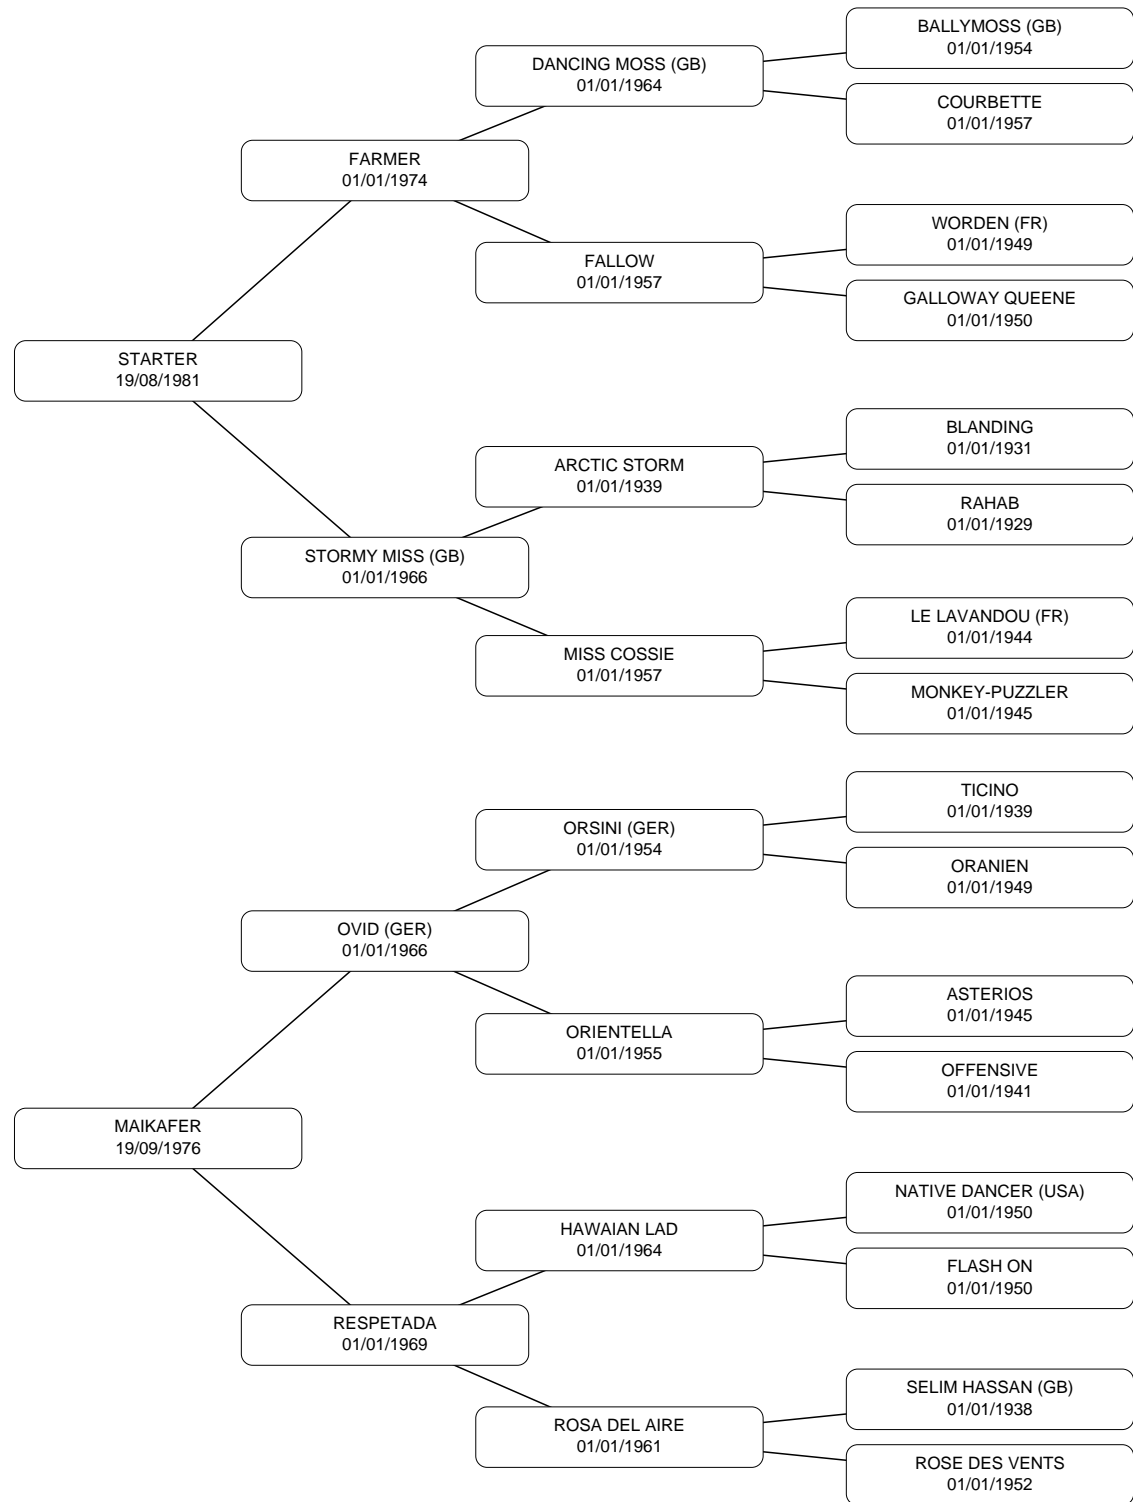 BALLYMOSS (GB)
01/01/1954
DANCING MOSS (GB)
01/01/1964
COURBETTE
01/01/1957
FARMER
01/01/1974
WORDEN (FR)
01/01/1949
FALLOW
01/01/1957
GALLOWAY QUEENE
01/01/1950
STARTER
19/08/1981
BLANDING
01/01/1931
ARCTIC STORM
01/01/1939
RAHAB
01/01/1929
STORMY MISS (GB)
01/01/1966
LE LAVANDOU (FR)
01/01/1944
MISS COSSIE
01/01/1957
MONKEY-PUZZLER
01/01/1945
TICINO
01/01/1939
ORSINI (GER)
01/01/1954
ORANIEN
01/01/1949
OVID (GER)
01/01/1966
ASTERIOS
01/01/1945
ORIENTELLA
01/01/1955
OFFENSIVE
01/01/1941
MAIKAFER
19/09/1976
NATIVE DANCER (USA)
01/01/1950
HAWAIAN LAD
01/01/1964
FLASH ON
01/01/1950
RESPETADA
01/01/1969
SELIM HASSAN (GB)
01/01/1938
ROSA DEL AIRE
01/01/1961
ROSE DES VENTS
01/01/1952